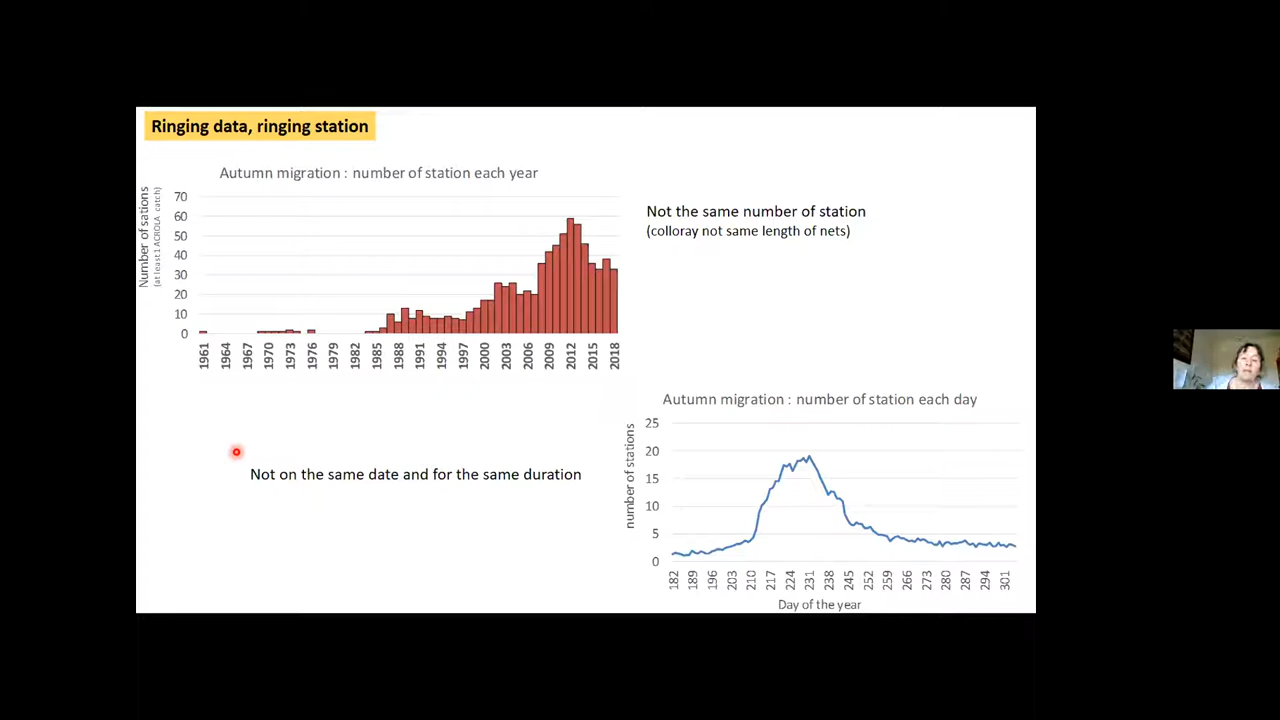 Ringing data, ringing station
Autumn migration : number of station each year
Number of sations
(at least 1 ACROLA catch)
70
60
50
40
30
20
10
0
1961 1964 1967 1970 1973 1976 1979 1982 1985 1988 1991 1994 1997 2000 2003 2006 2009 2012 2015 2018
Not the same number of station
(colloray not same length of nets)
Not on the same date and for the same duration
Autumn migration : number of station each day
number of stations
25
20
15
10
5
0
182 189 196 203 210 217 224 231 238 245 252 259 266 273 280 287 294 301
Day of the year